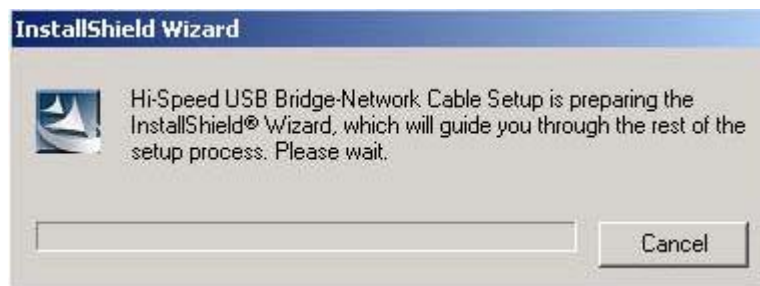 InstallShield Wizard
Hi-Speed USB Bridge-Network Cable Setup is preparing the
InstallShield® Wizard, which will guide you through the rest of the
setup process. Please wait.
Cancel